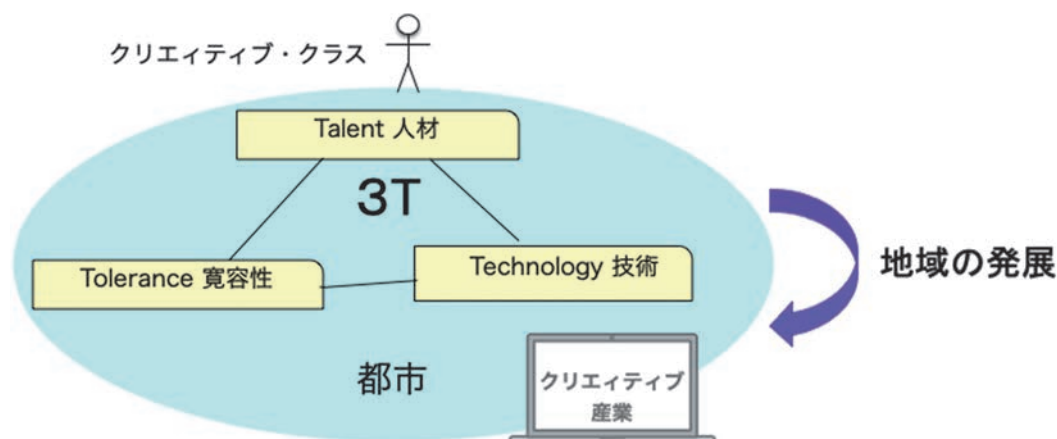 クリエィティブ・クラス
Talent 人材
3T
Tolerance 寛容性
Technology 技術
地域の発展
都市
クリエィティブ
産業